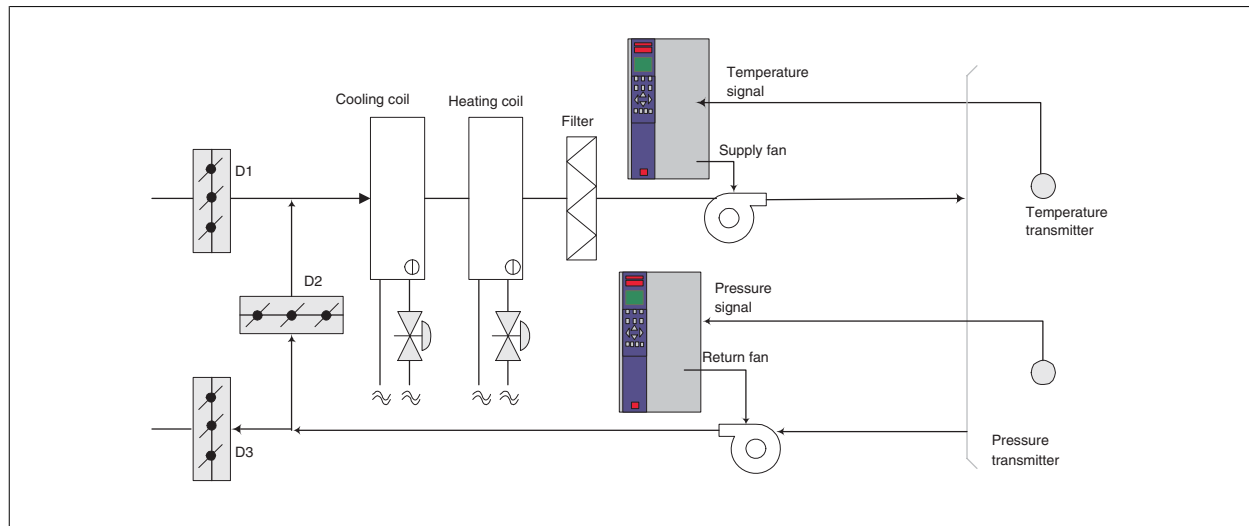 Temperature
signal
Cooling coil
Heating coil
Filter
Supply fan
D1
Temperature
transmitter
D2
Pressure
signal
Return fan
D3
Pressure
transmitter